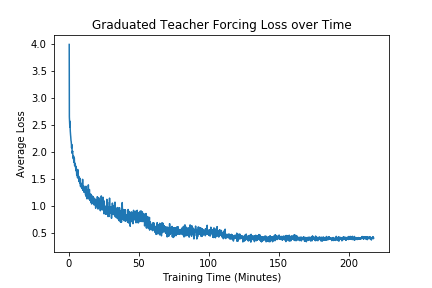 Graduated Teacher Forcing Loss over Time
4.0
3.5
3.0
2.5
2.0
1.5
1.0
0.5
Average Loss
0 50 100 150 200
Training Time (Minutes)